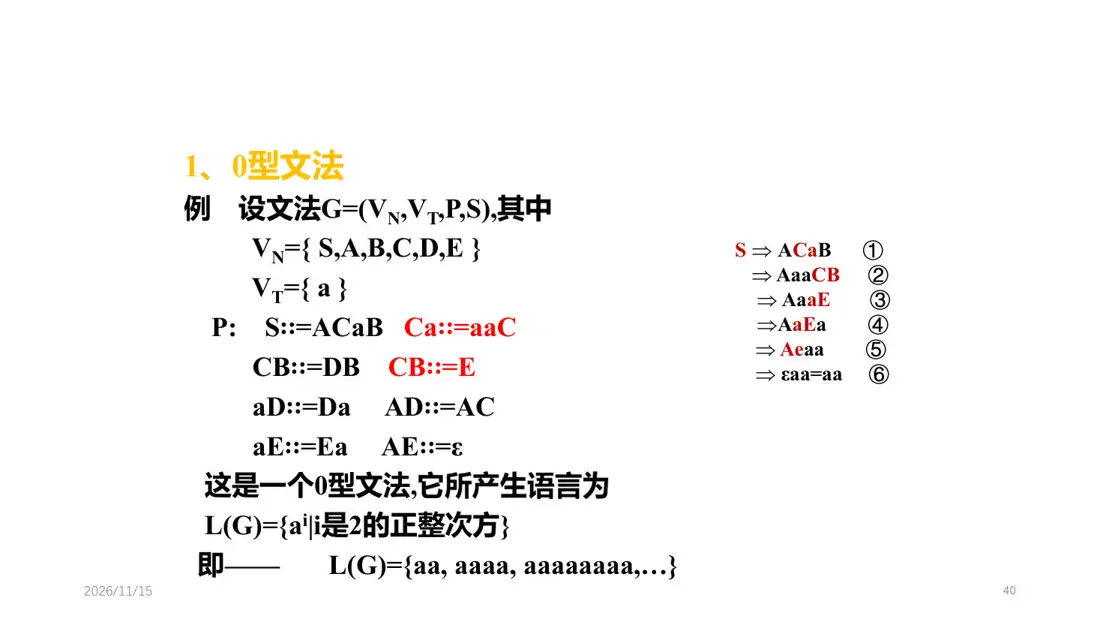 1、0型文法
例 设文法G=(VN,VT,P,S),其中
VN={ S,A,B,C,D,E }
VT={ a }
P: S∷=ACaB Ca∷=aaC
CB∷=DB CB∷=E
aD∷=Da AD∷=AC
aE∷=Ea AE∷=ε
这是一个0型文法,它所产生语言为
L(G)={aⁱ|i是2的正整次方}
即—— L(G)={aa, aaaa, aaaaaaaa,…}
S ⇒ ACaB ①
⇒ AaaCB ②
⇒ AaaE ③
⇒AaEa ④
⇒ Aeaa ⑤
⇒ εaa=aa ⑥
2026/11/15
40